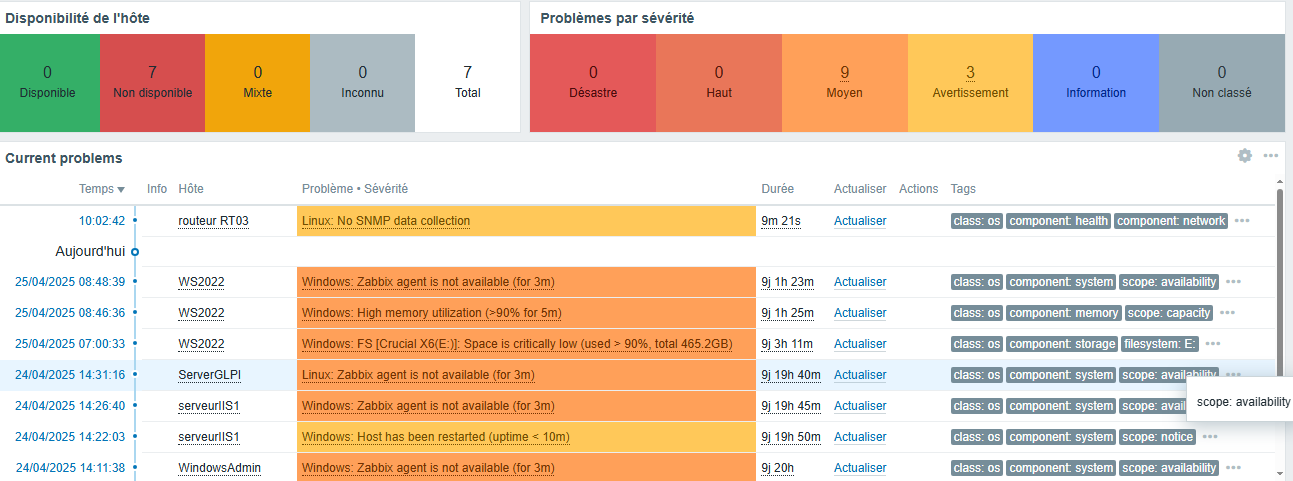 Disponibilité de l'hôte
0 7 0 0 7
Disponible Non disponible Mixte Inconnu Total
Problèmes par sévérité
0 0 9 3 0 0
Désastre Haut Moyen Avertissement Information Non classé
Current problems
Temps Info Hôte Problème • Sévérité Durée Actualiser Actions Tags
10:02:42 routeur RT03 Linux: No SNMP data collection 9m 21s Actualiser class: os component: health component: network
Aujourd'hui
25/04/2025 08:48:39 WS2022 Windows: Zabbix agent is not available (for 3m) 9j 1h 23m Actualiser class: os component: system scope: availability
25/04/2025 08:46:36 WS2022 Windows: High memory utilization (>90% for 5m) 9j 1h 25m Actualiser class: os component: memory scope: capacity
25/04/2025 07:00:33 WS2022 Windows: FS [Crucial X6(E:)]: Space is critically low (used > 90%, total 465.2GB) 9j 3h 11m Actualiser class: os component: storage filesystem: E:
24/04/2025 14:31:16 ServerGLPI Linux: Zabbix agent is not available (for 3m) 9j 19h 40m Actualiser class: os component: system scope: availability
scope: availability
24/04/2025 14:26:40 serveurIIS1 Windows: Zabbix agent is not available (for 3m) 9j 19h 45m Actualiser class: os component: system scope: avail
24/04/2025 14:22:03 serveurIIS1 Windows: Host has been restarted (uptime < 10m) 9j 19h 50m Actualiser class: os component: system scope: notice
24/04/2025 14:11:38 WindowsAdmin Windows: Zabbix agent is not available (for 3m) 9j 20h Actualiser class: os component: system scope: availability